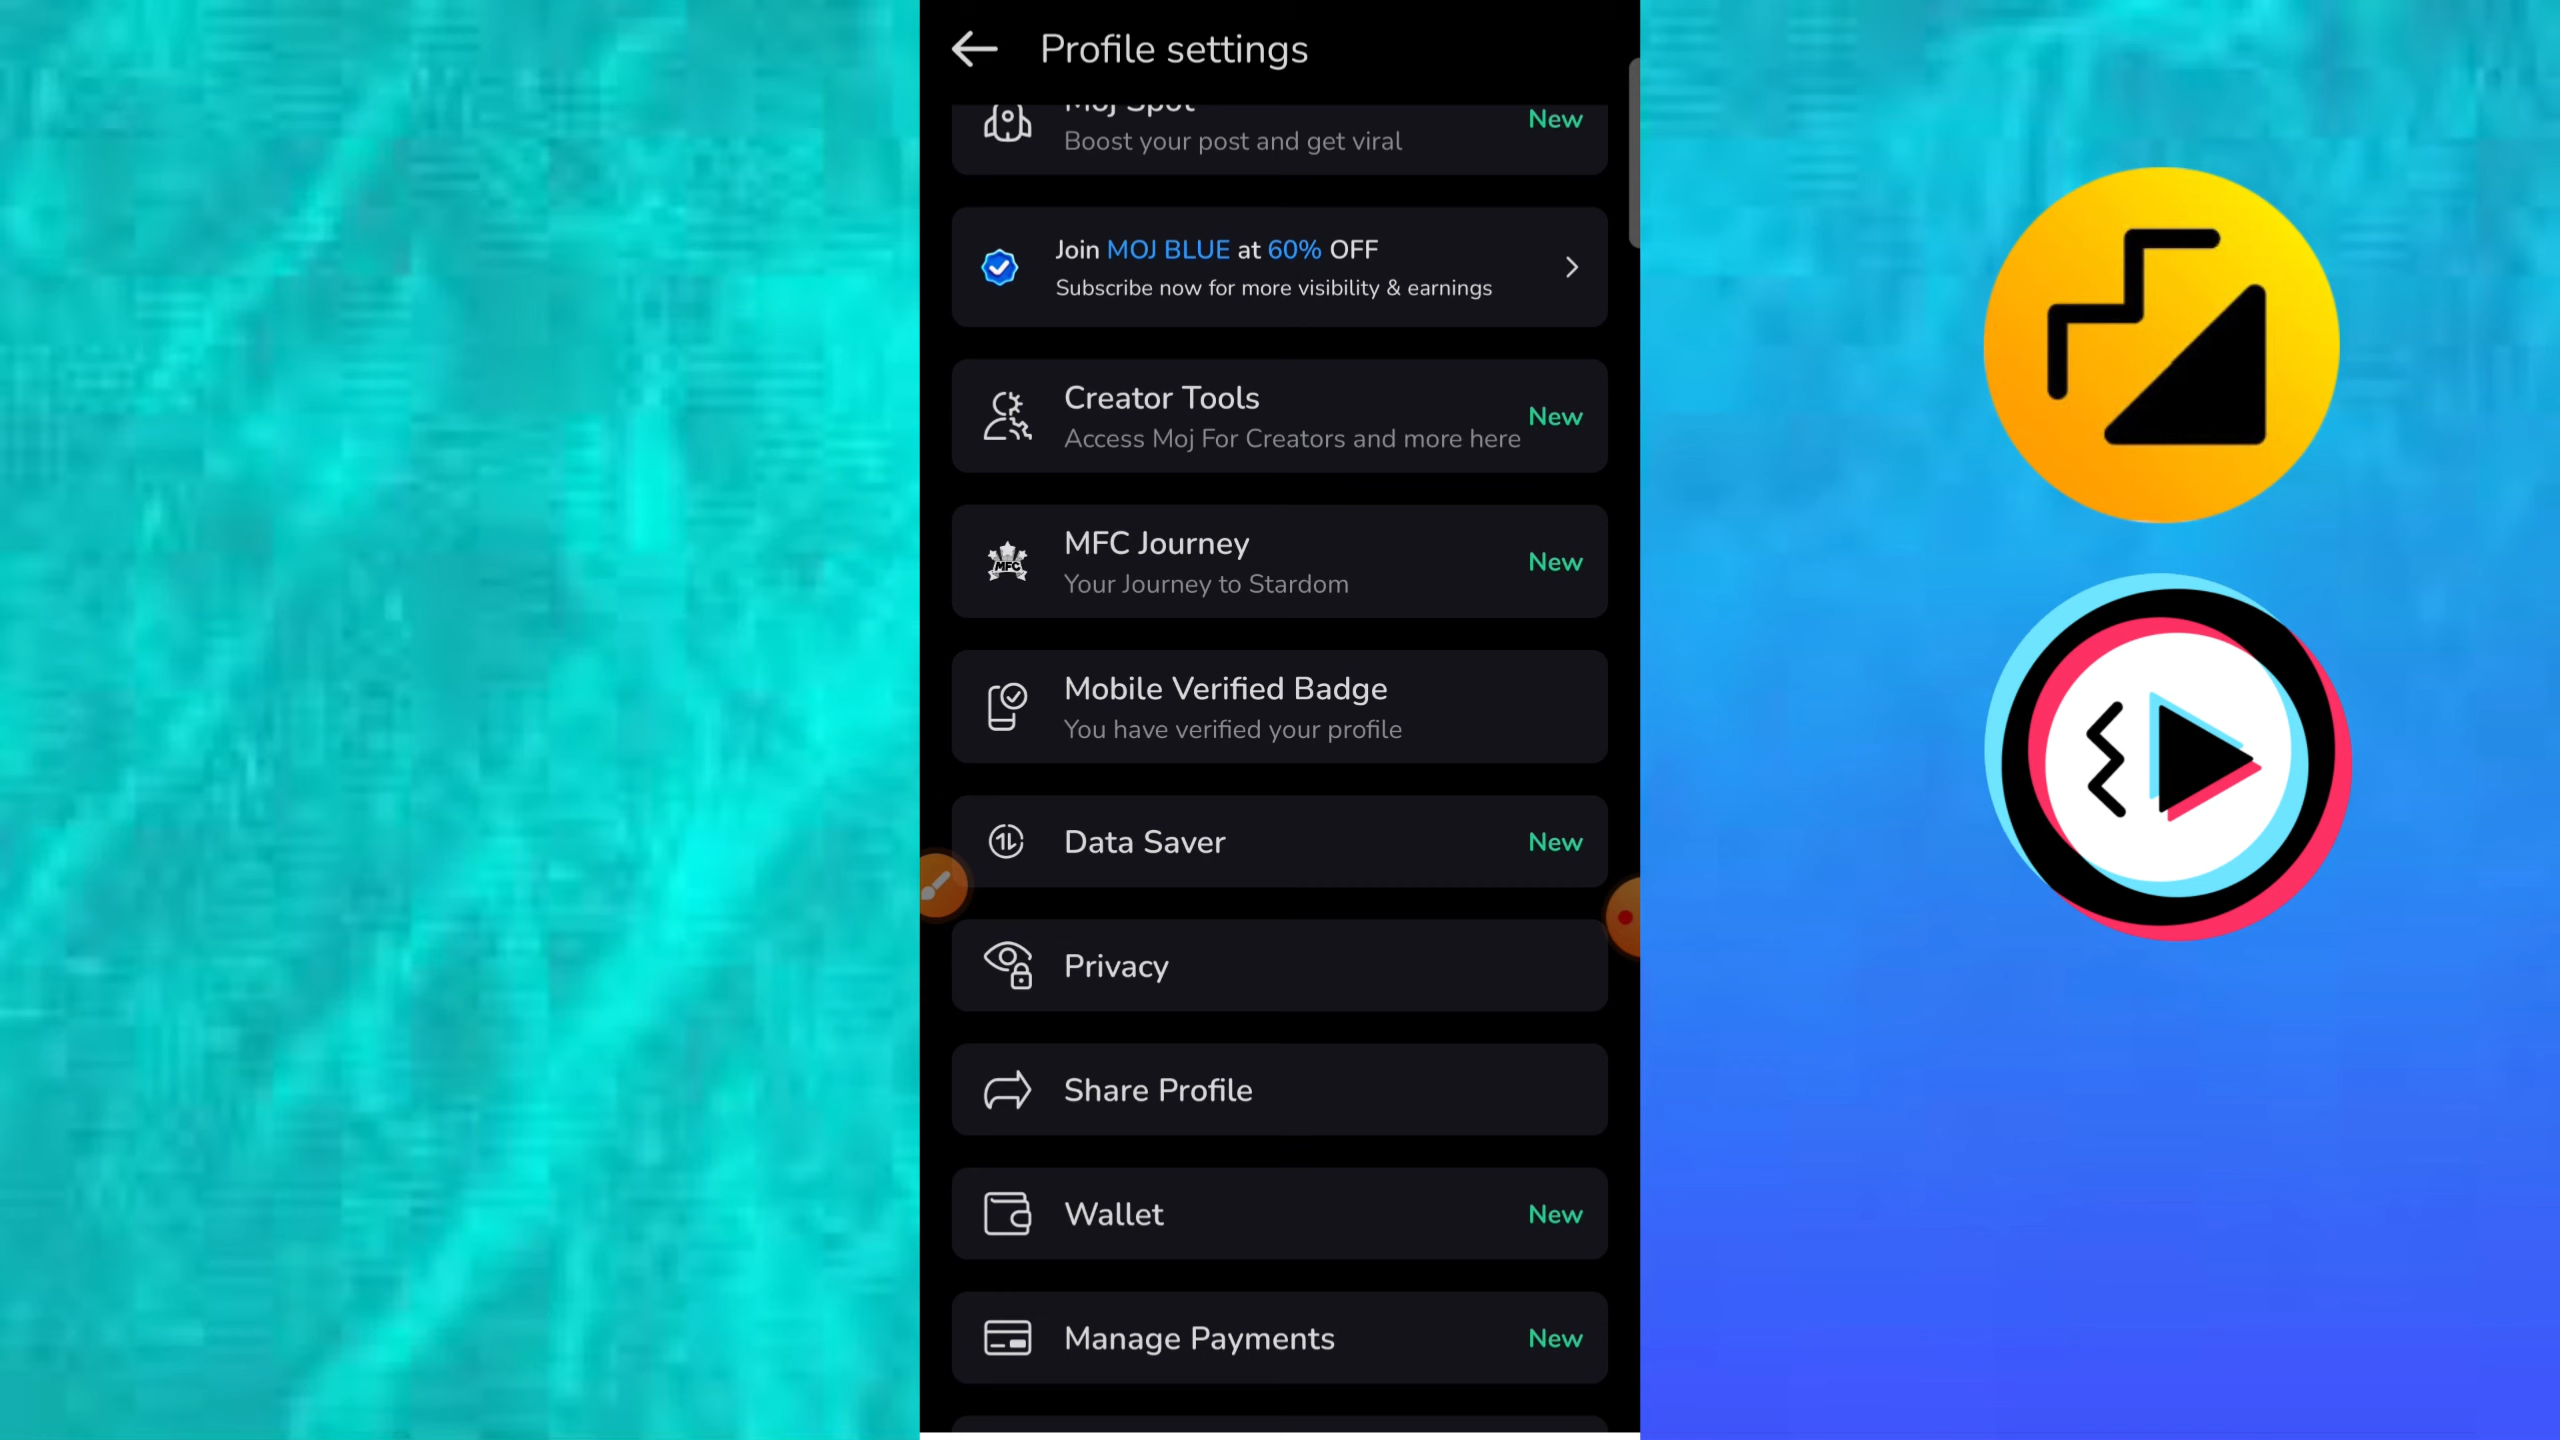 Profile settings
Moj Spot
New
Boost your post and get viral
Join MOJ BLUE at 60% OFF
Subscribe now for more visibility & earnings
Creator Tools
New
Access Moj For Creators and more here
MFC Journey
New
MFC
Your Journey to Stardom
Mobile Verified Badge
You have verified your profile
Data Saver
New
Privacy
Share Profile
Wallet
New
Manage Payments
New